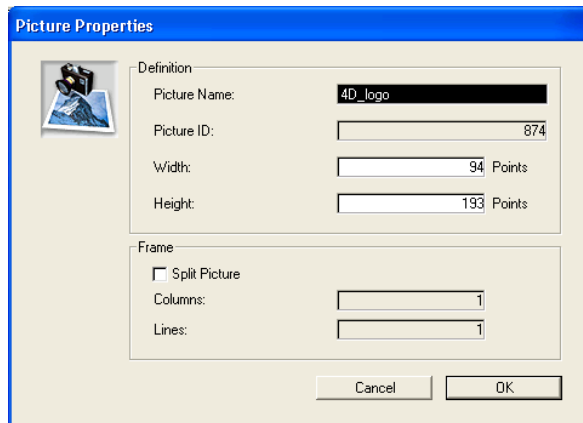 Picture Properties
Definition
Picture Name: 4D_logo
Picture ID: 874
Width: 94 Points
Height: 193 Points
Frame
Split Picture
Columns: 1
Lines: 1
Cancel OK